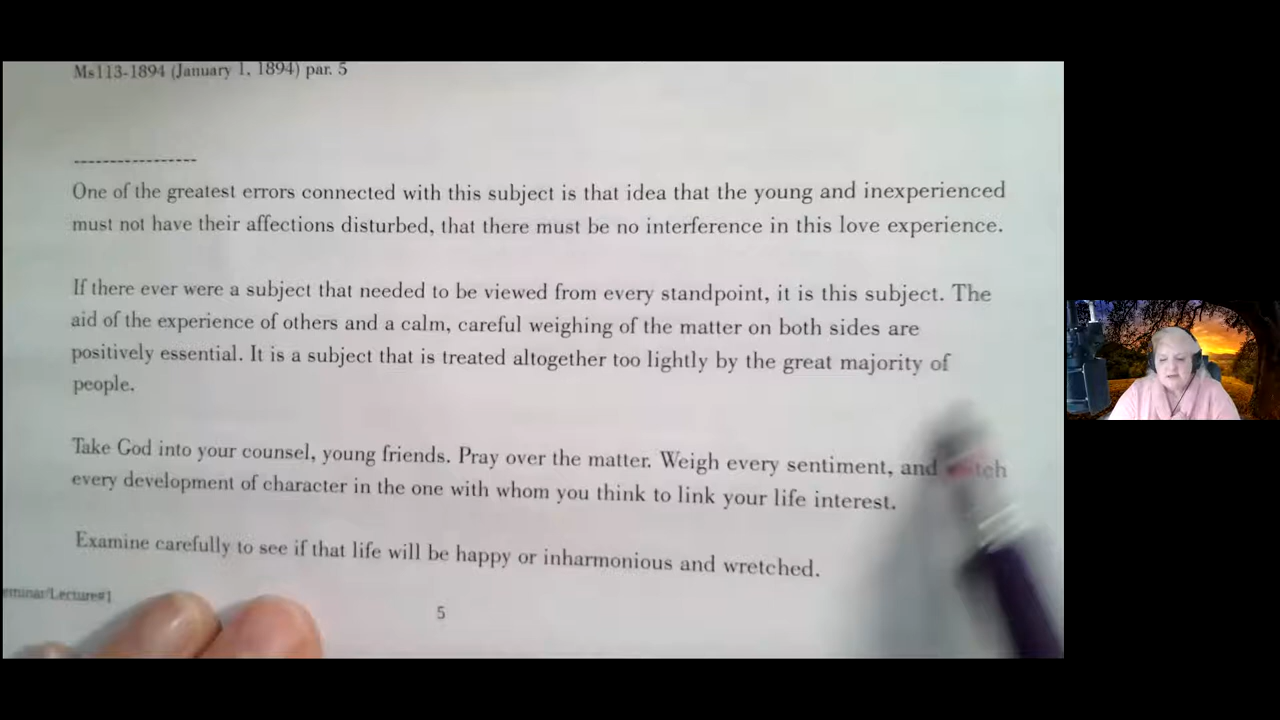 Ms113-1894 (January 1, 1894) par. 5
-----------------
One of the greatest errors connected with this subject is that idea that the young and inexperienced
must not have their affections disturbed, that there must be no interference in this love experience.
If there ever were a subject that needed to be viewed from every standpoint, it is this subject. The
aid of the experience of others and a calm, careful weighing of the matter on both sides are
positively essential. It is a subject that is treated altogether too lightly by the great majority of
people.
Take God into your counsel, young friends. Pray over the matter. Weigh every sentiment, and
every development of character in the one with whom you think to link your life interest.
Examine carefully to see if that life will be happy or inharmonious and wretched.
eminar/Lecture#1
5